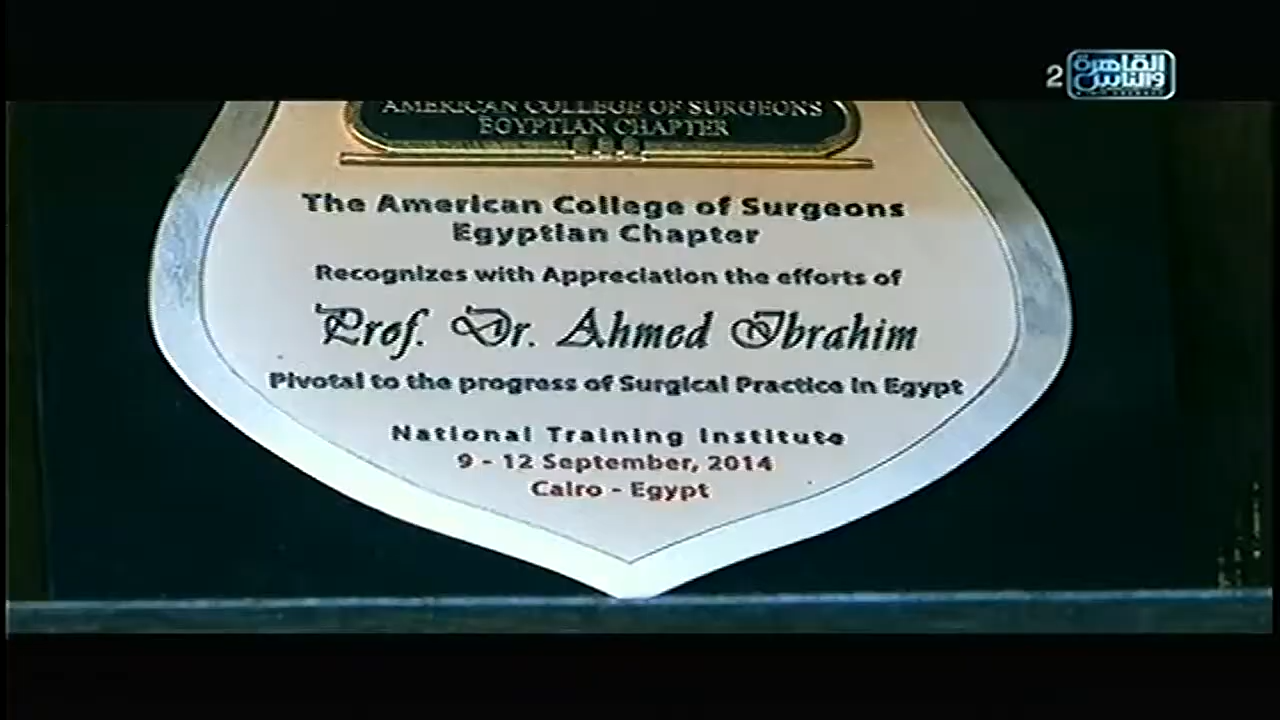 2 القاهرة
والناس
AMERICAN COLLEGE OF SURGEONS
EGYPTIAN CHAPTER
The American College of Surgeons
Egyptian Chapter
Recognizes with Appreciation the efforts of
Prof. Dr. Ahmed Ibrahim
Pivotal to the progress of Surgical Practice in Egypt
National Training Institute
9 - 12 September, 2014
Cairo - Egypt